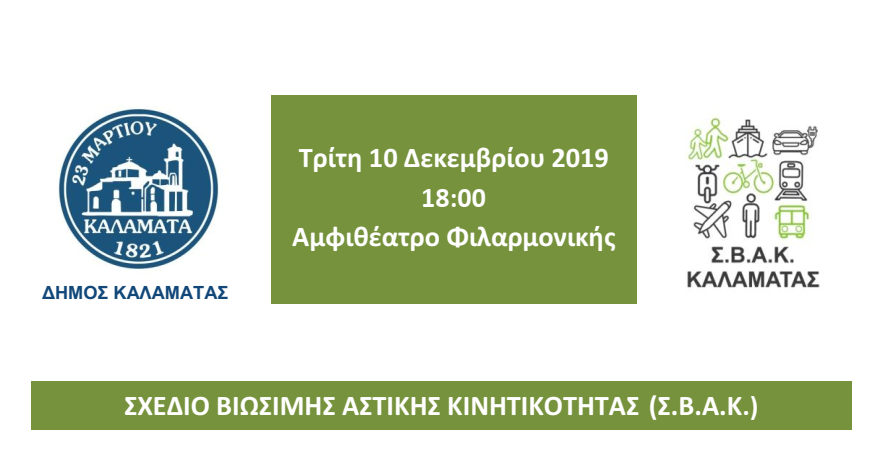 23 ΜΑΡΤΙΟΥ
ΚΑΛΑΜΑΤΑ
1821
ΔΗΜΟΣ ΚΑΛΑΜΑΤΑΣ
Τρίτη 10 Δεκεμβρίου 2019
18:00
Αμφιθέατρο Φιλαρμονικής
Σ.Β.Α.Κ.
ΚΑΛΑΜΑΤΑΣ
ΣΧΕΔΙΟ ΒΙΩΣΙΜΗΣ ΑΣΤΙΚΗΣ ΚΙΝΗΤΙΚΟΤΗΤΑΣ (Σ.Β.Α.Κ.)